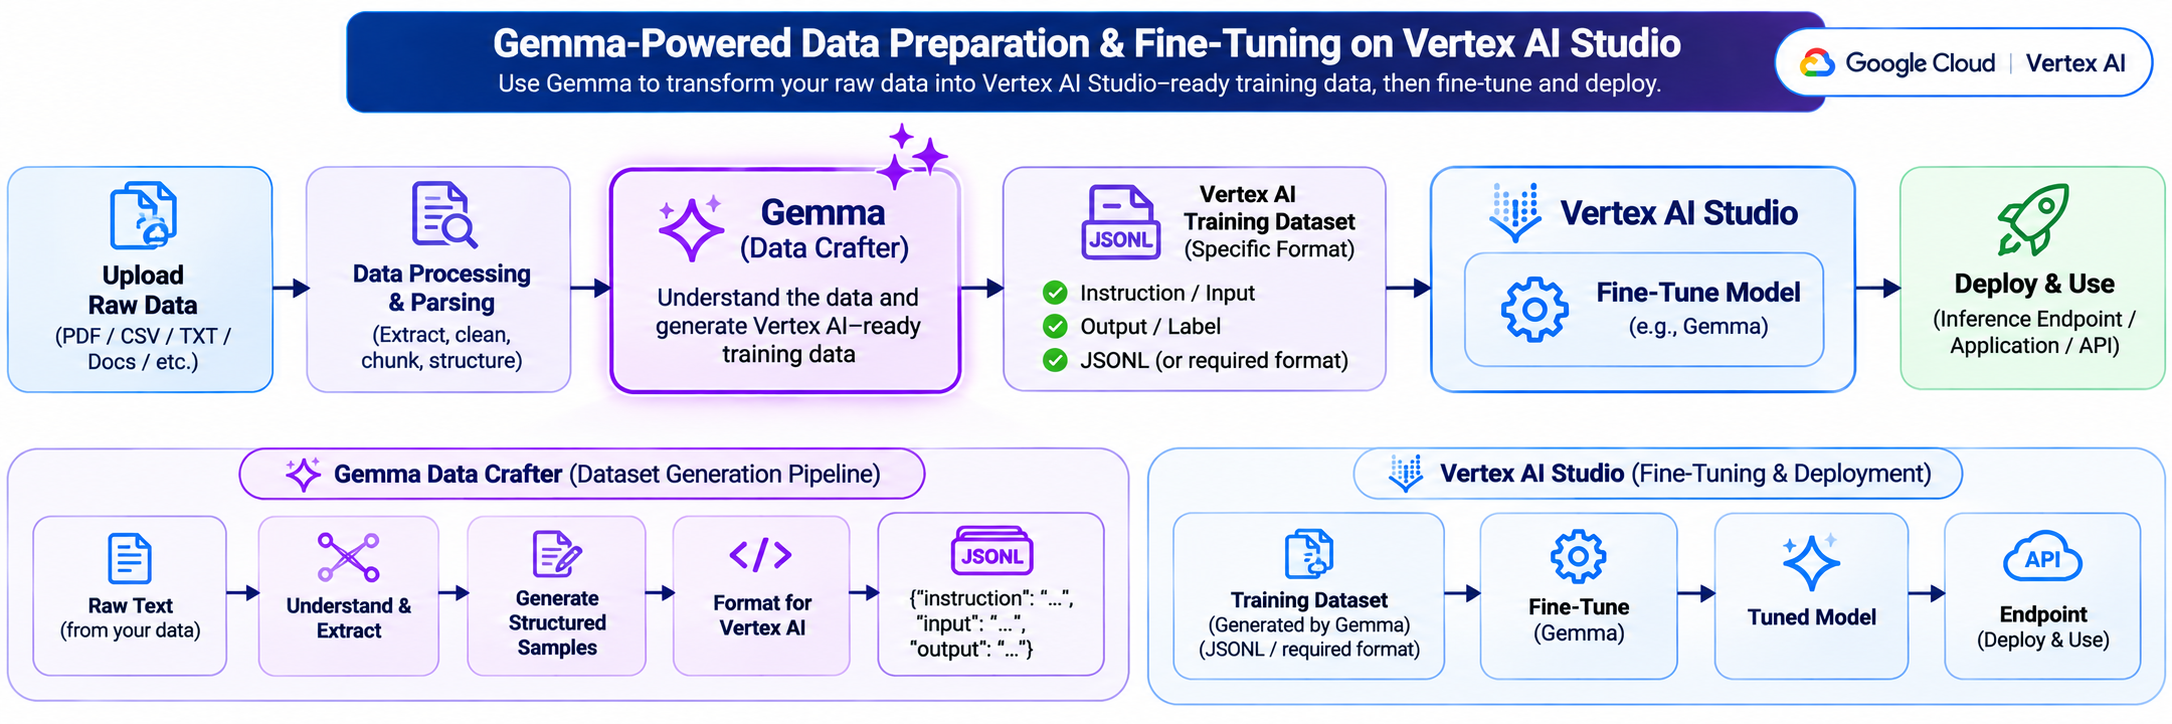 Gemma-Powered Data Preparation & Fine-Tuning on Vertex AI Studio
Use Gemma to transform your raw data into Vertex AI Studio–ready training data, then fine-tune and deploy.
Google Cloud | Vertex AI
Upload
Raw Data
(PDF / CSV / TXT /
Docs / etc.)
Data Processing
& Parsing
(Extract, clean,
chunk, structure)
Gemma
(Data Crafter)
Understand the data and
generate Vertex AI–ready
training data
JSONL
Vertex AI
Training Dataset
(Specific Format)
Instruction / Input
Output / Label
JSONL (or required format)
Vertex AI Studio
Fine-Tune Model
(e.g., Gemma)
Deploy & Use
(Inference Endpoint /
Application / API)
Gemma Data Crafter (Dataset Generation Pipeline)
Raw Text
(from your data)
Understand &
Extract
Generate
Structured
Samples
</>
Format for
Vertex AI
JSONL
{"instruction": "...",
"input": "...",
"output": "..."}
Vertex AI Studio (Fine-Tuning & Deployment)
Training Dataset
(Generated by Gemma)
(JSONL / required format)
Fine-Tune
(Gemma)
Tuned Model
API
Endpoint
(Deploy & Use)